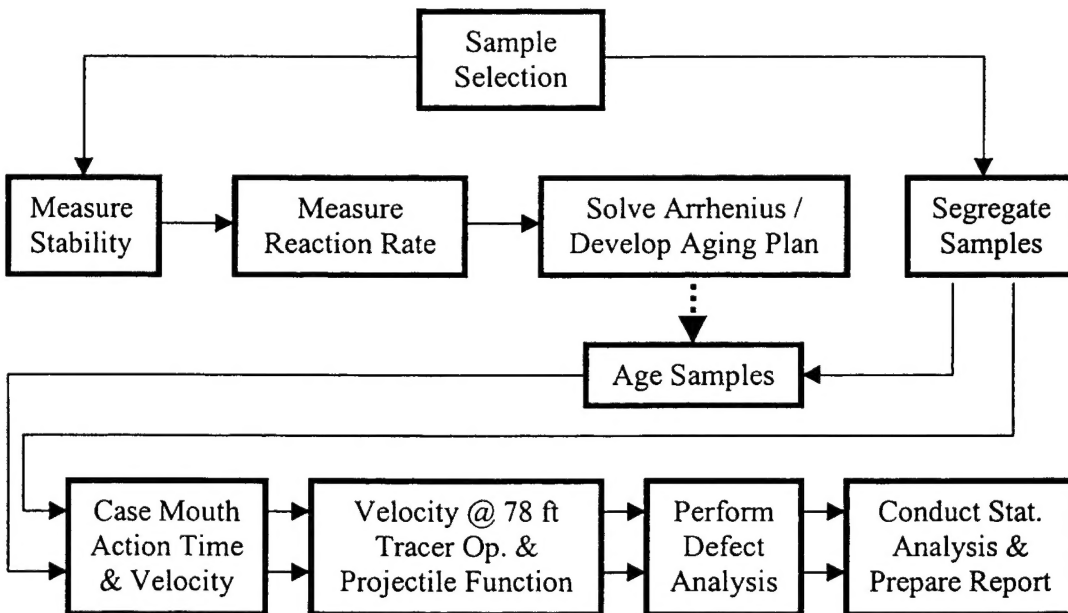 Sample
Selection
Measure
Stability
Measure
Reaction Rate
Solve Arrhenius /
Develop Aging Plan
Segregate
Samples
Age Samples
Case Mouth
Action Time
& Velocity
Velocity @ 78 ft
Tracer Op. &
Projectile Function
Perform
Defect
Analysis
Conduct Stat.
Analysis &
Prepare Report